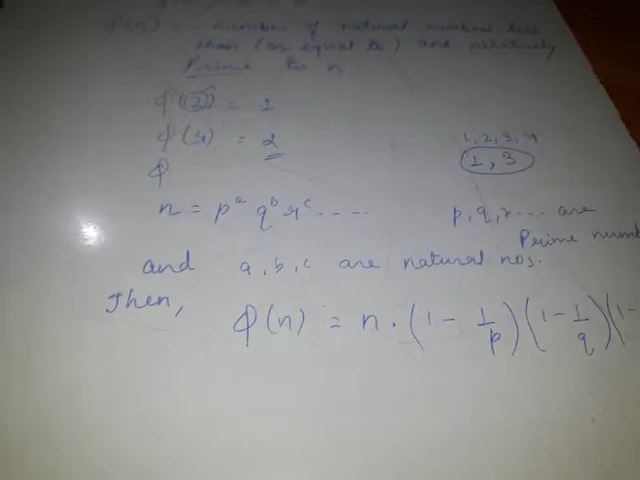 φ(n) = number of natural numbers less
than (or equal to) and relatively
Prime to n
φ(2) = 1
φ(4) = 2
1, 2, 3, 4
1, 3
φ
n = p^a q^b r^c ..... p, q, r... are
Prime num
and a, b, c are natural nos.
Then, φ(n) = n . (1 - 1/p) (1 - 1/q) (1 -